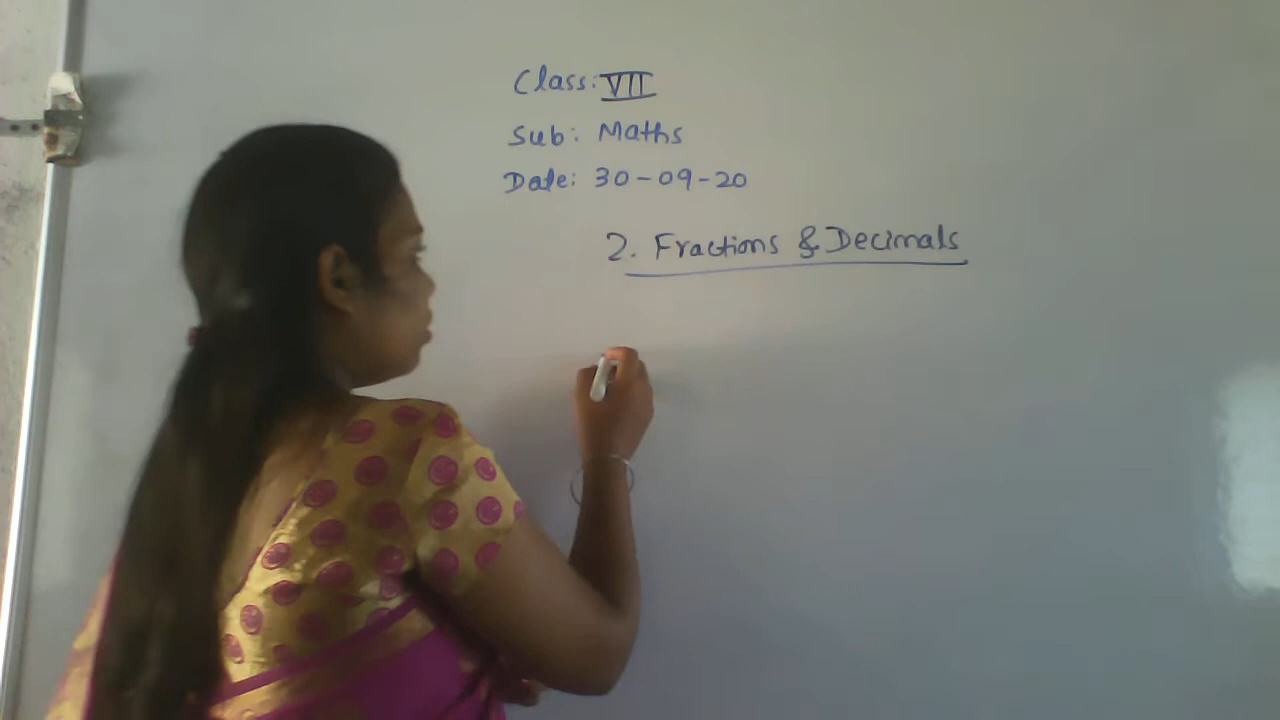 Class: VII
Sub: Maths
Date: 30-09-20
2. Fractions & Decimals